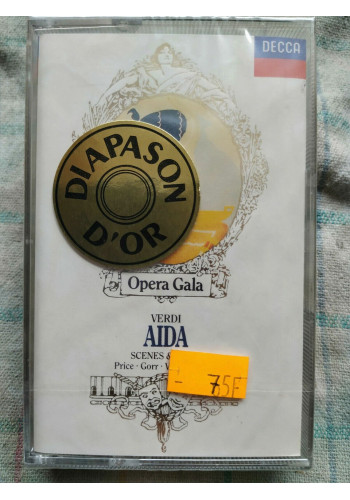 DECCA
DIAPASON
D'OR
Opera Gala
VERDI
AIDA
SCENES &
Price · Gorr ·
75F